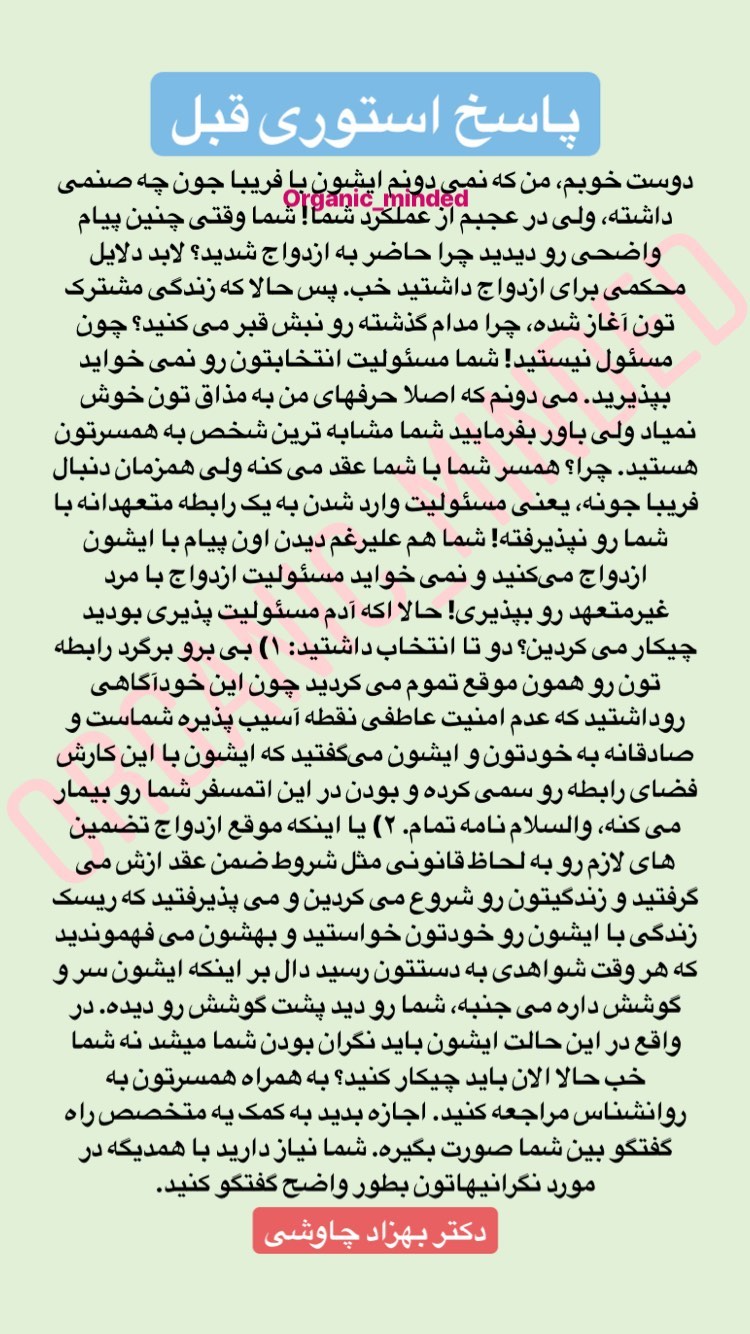 پاسخ استوری قبل
دوست خوبم، من که نمی دونم ایشون با فریبا جون چه صنمی
Organic_minded
داشته، ولی در عجبم از عملکرد شما! شما وقتی چنین پیام
واضحی رو دیدید چرا حاضر به ازدواج شدید؟ لابد دلایل
محکمی برای ازدواج داشتید خب. پس حالا که زندگی مشترک
تون آغاز شده، چرا مدام گذشته رو نبش قبر می کنید؟ چون
مسئول نیستید! شما مسئولیت انتخابتون رو نمی خواید
بپذیرید. می دونم که اصلا حرفهای من به مذاق تون خوش
نمیاد ولی باور بفرمایید شما مشابه ترین شخص به همسرتون
هستید. چرا؟ همسر شما با شما عقد می کنه ولی همزمان دنبال
فریبا جونه، یعنی مسئولیت وارد شدن به یک رابطه متعهدانه با
شما رو نپذیرفته! شما هم علیرغم دیدن اون پیام با ایشون
ازدواج می‌کنید و نمی خواید مسئولیت ازدواج با مرد
غیرمتعهد رو بپذیری! حالا اکه آدم مسئولیت پذیری بودید
چیکار می کردین؟ دو تا انتخاب داشتید: ۱) بی برو برگرد رابطه
تون رو همون موقع تموم می کردید چون این خودآگاهی
روداشتید که عدم امنیت عاطفی نقطه آسیب پذیره شماست و
صادقانه به خودتون و ایشون می‌گفتید که ایشون با این کارش
فضای رابطه رو سمی کرده و بودن در این اتمسفر شما رو بیمار
می کنه، والسلام نامه تمام. ۲) یا اینکه موقع ازدواج تضمین
های لازم رو به لحاظ قانونی مثل شروط ضمن عقد ازش می
گرفتید و زندگیتون رو شروع می کردین و می پذیرفتید که ریسک
زندگی با ایشون رو خودتون خواستید و بهشون می فهموندید
که هر وقت شواهدی به دستتون رسید دال بر اینکه ایشون سر و
گوشش داره می جنبه، شما رو دید پشت گوشش رو دیده. در
واقع در این حالت ایشون باید نگران بودن شما میشد نه شما
خب حالا الان باید چیکار کنید؟ به همراه همسرتون به
روانشناس مراجعه کنید. اجازه بدید به کمک یه متخصص راه
گفتگو بین شما صورت بگیره. شما نیاز دارید با همدیگه در
مورد نگرانیهاتون بطور واضح گفتگو کنید.
دکتر بهزاد چاوشی
ORGANIC_MINDED